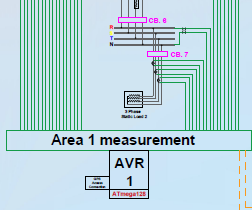 CB. 6
R
Y
B
N
CB. 7
3 Phase
Static Load 2
Area 1 measurement
AVR
1
ATmega128